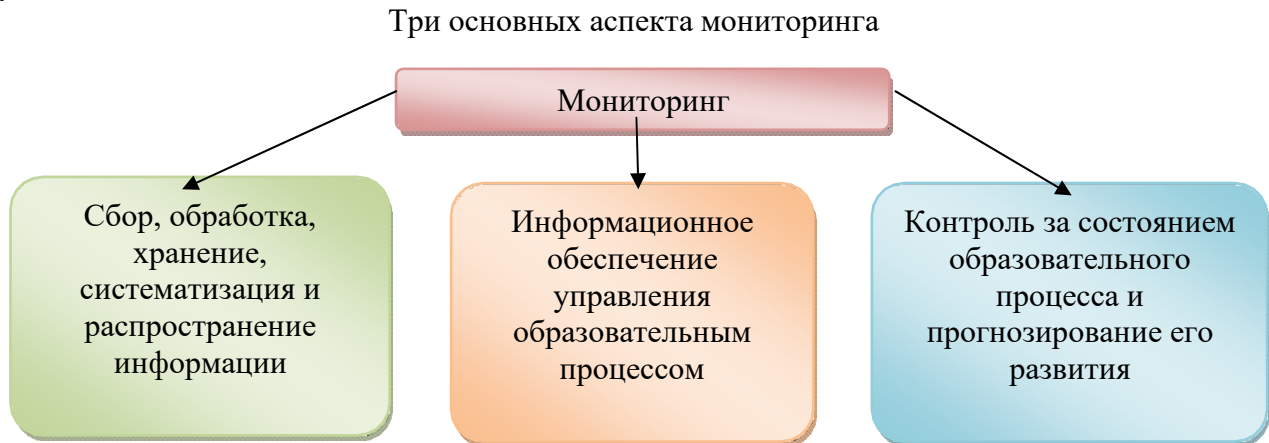 Три основных аспекта мониторинга
Мониторинг
Сбор, обработка,
хранение,
систематизация и
распространение
информации
Информационное
обеспечение
управления
образовательным
процессом
Контроль за состоянием
образовательного
процесса и
прогнозирование его
развития